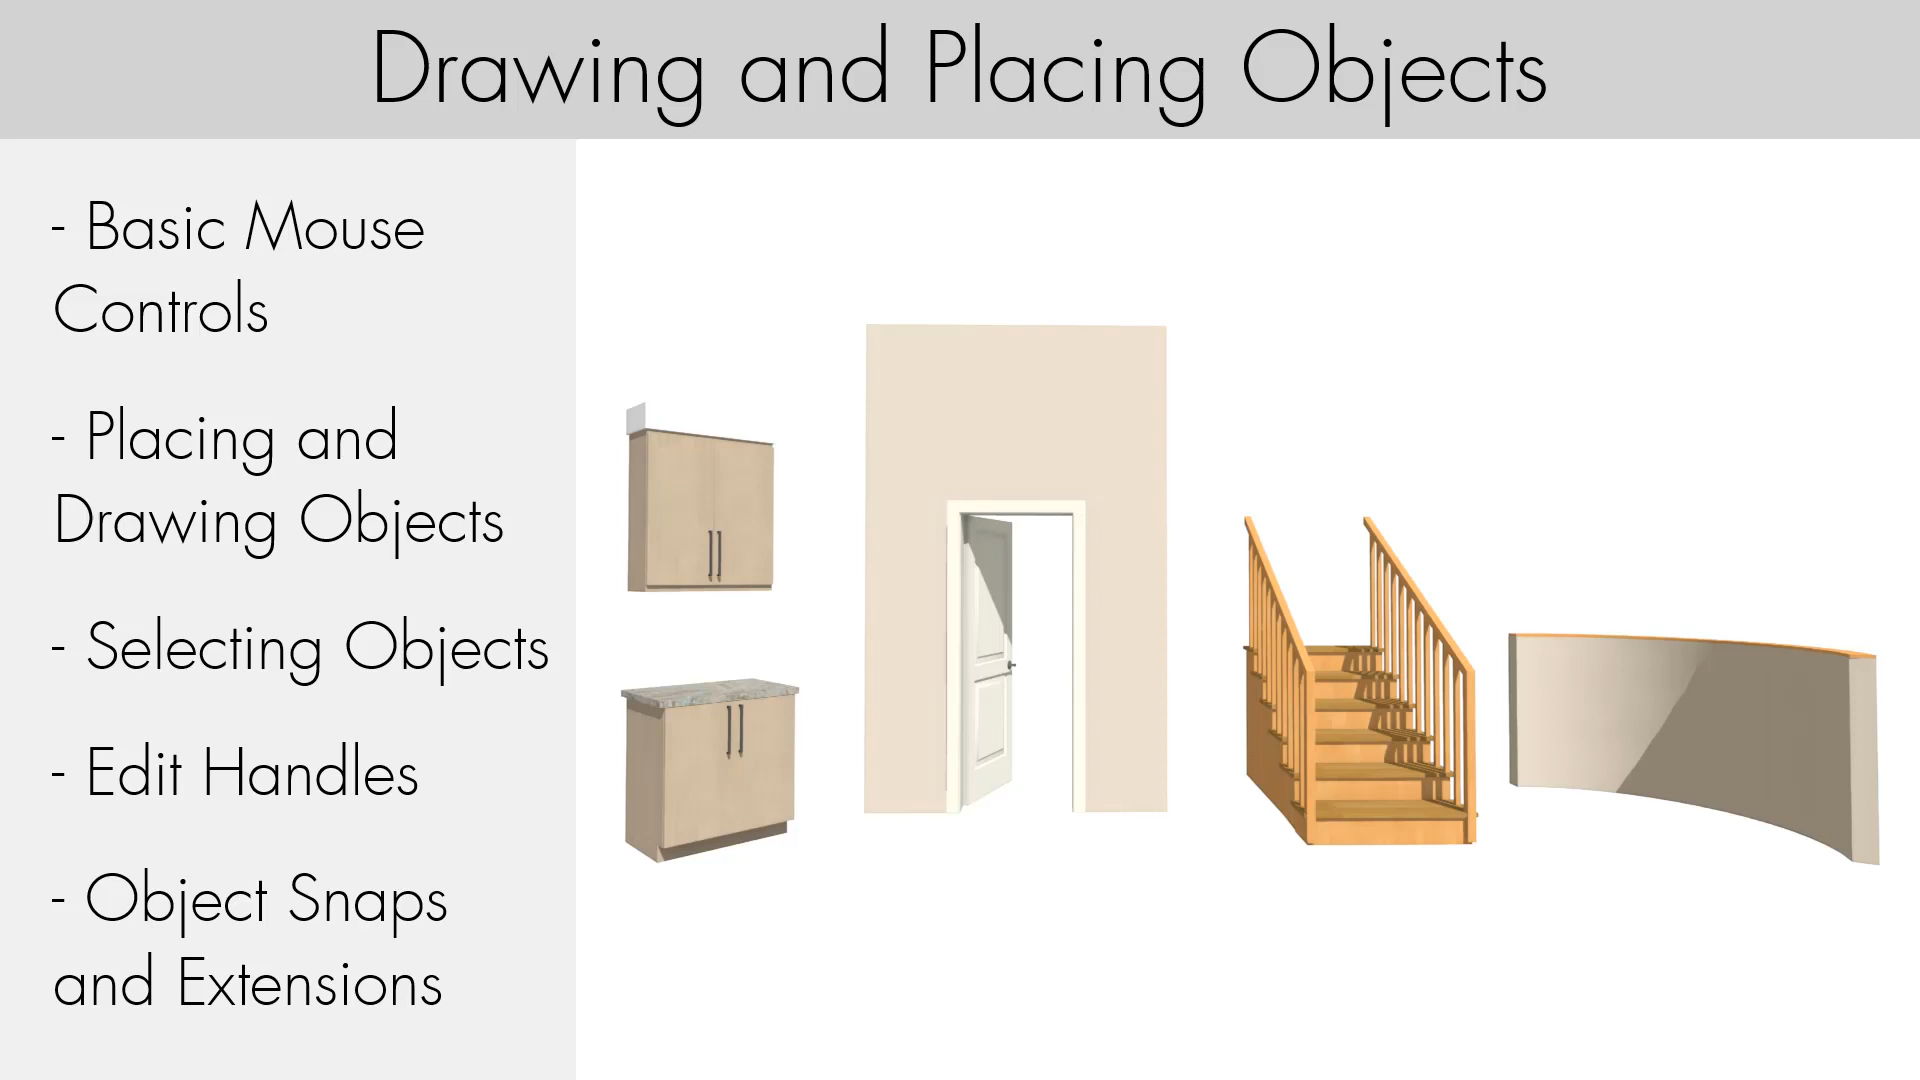 Drawing and Placing Objects
- Basic Mouse
Controls
- Placing and
Drawing Objects
- Selecting Objects
- Edit Handles
- Object Snaps
and Extensions